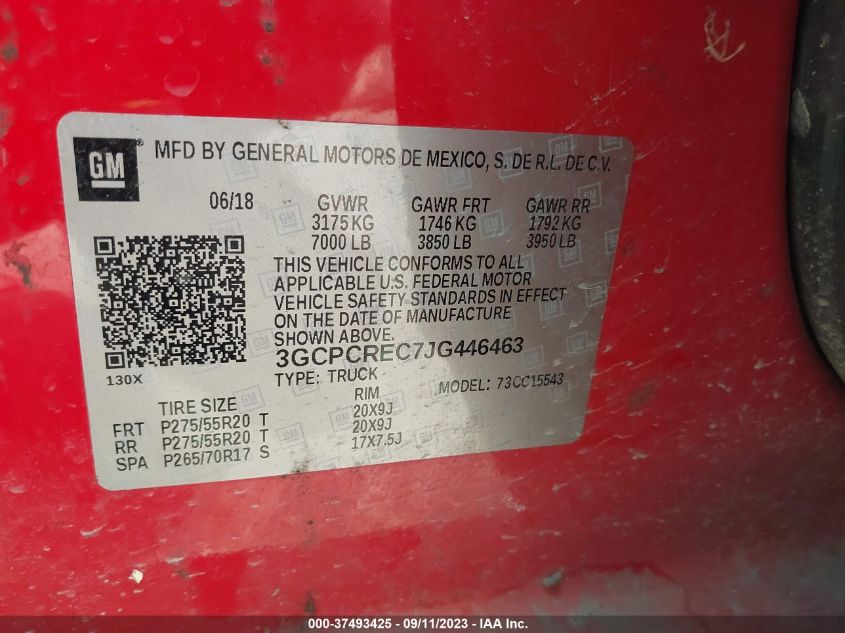 GM ® MFD BY GENERAL MOTORS DE MEXICO, S. DE R.L. DE C.V.
06/18 GVWR GAWR FRT GAWR RR
3175 KG 1746 KG 1792 KG
7000 LB 3850 LB 3950 LB
THIS VEHICLE CONFORMS TO ALL
APPLICABLE U.S. FEDERAL MOTOR
VEHICLE SAFETY STANDARDS IN EFFECT
ON THE DATE OF MANUFACTURE
SHOWN ABOVE.
3GCPCREC7JG446463
130X
TYPE: TRUCK MODEL: 73CC15543
TIRE SIZE RIM
FRT P275/55R20 T 20X9J
RR P275/55R20 T 20X9J
SPA P265/70R17 S 17X7.5J
000-37493425 - 09/11/2023 - IAA Inc.